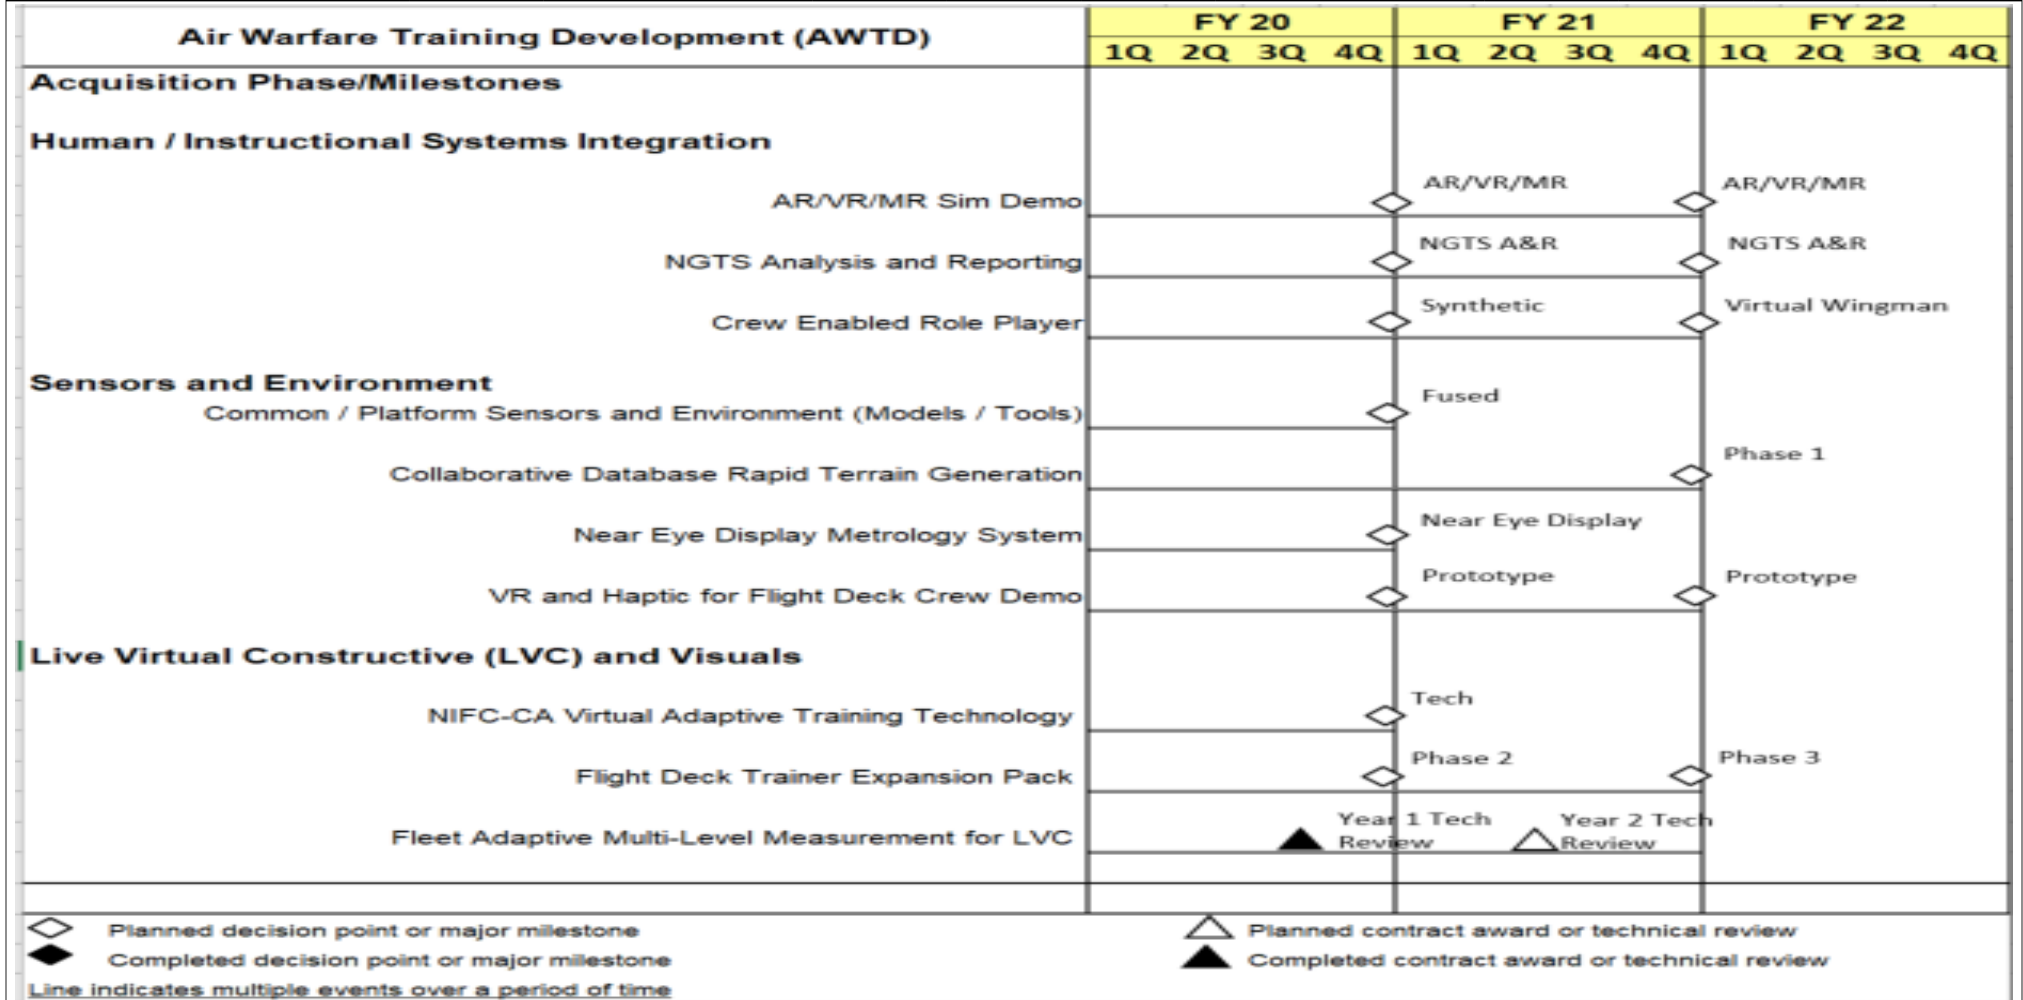 Air Warfare Training Development (AWTD)
FY 20 FY 21 FY 22
1Q 2Q 3Q 4Q 1Q 2Q 3Q 4Q 1Q 2Q 3Q 4Q
Acquisition Phase/Milestones
Human / Instructional Systems Integration
AR/VR/MR Sim Demo AR/VR/MR AR/VR/MR
NGTS Analysis and Reporting NGTS A&R NGTS A&R
Crew Enabled Role Player Synthetic Virtual Wingman
Sensors and Environment
Common / Platform Sensors and Environment (Models / Tools) Fused
Collaborative Database Rapid Terrain Generation Phase 1
Near Eye Display Metrology System Near Eye Display
VR and Haptic for Flight Deck Crew Demo Prototype Prototype
Live Virtual Constructive (LVC) and Visuals
NIFC-CA Virtual Adaptive Training Technology Tech
Flight Deck Trainer Expansion Pack Phase 2 Phase 3
Fleet Adaptive Multi-Level Measurement for LVC Year 1 Tech Year 2 Tech
Review Review
Planned decision point or major milestone Planned contract award or technical review
Completed decision point or major milestone Completed contract award or technical review
Line indicates multiple events over a period of time